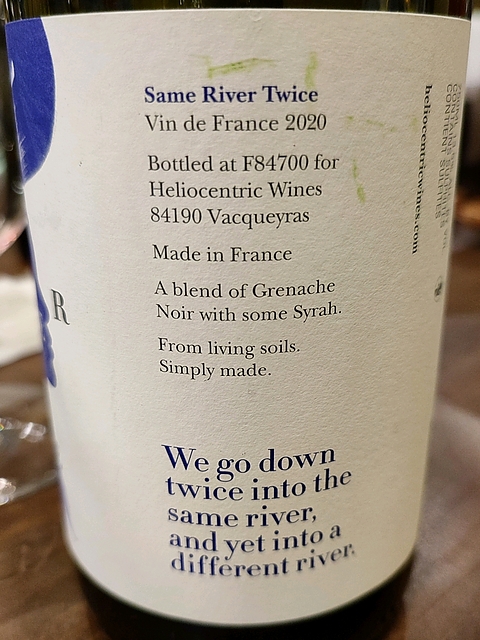 Same River Twice
Vin de France 2020
Bottled at F84700 for
Heliocentric Wines
84190 Vacqueyras
Made in France
A blend of Grenache
Noir with some Syrah.
From living soils.
Simply made.
We go down
twice into the
same river,
and yet into a
different river.
R
heliocentricwines.com
CONTIENT SULFITES